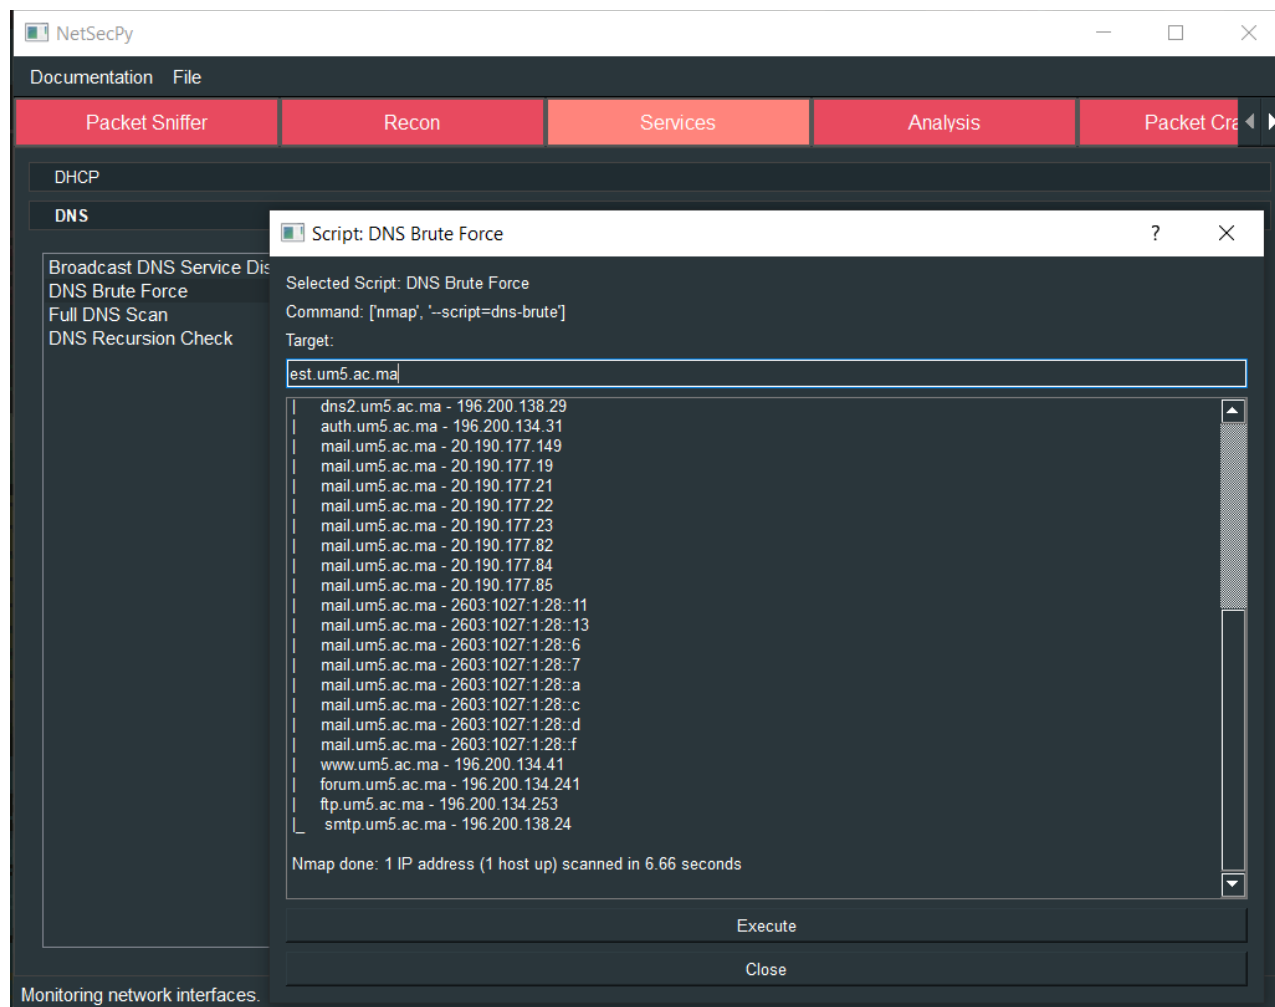 NetSecPy
Documentation File
Packet Sniffer Recon Services Analysis Packet Cra
DHCP
DNS
Script: DNS Brute Force ?
Broadcast DNS Service Dis
DNS Brute Force
Full DNS Scan
DNS Recursion Check
Selected Script: DNS Brute Force
Command: ['nmap', '--script=dns-brute']
Target:
est.um5.ac.ma
| dns2.um5.ac.ma - 196.200.138.29
| auth.um5.ac.ma - 196.200.134.31
| mail.um5.ac.ma - 20.190.177.149
| mail.um5.ac.ma - 20.190.177.19
| mail.um5.ac.ma - 20.190.177.21
| mail.um5.ac.ma - 20.190.177.22
| mail.um5.ac.ma - 20.190.177.23
| mail.um5.ac.ma - 20.190.177.82
| mail.um5.ac.ma - 20.190.177.84
| mail.um5.ac.ma - 20.190.177.85
| mail.um5.ac.ma - 2603:1027:1:28::11
| mail.um5.ac.ma - 2603:1027:1:28::13
| mail.um5.ac.ma - 2603:1027:1:28::6
| mail.um5.ac.ma - 2603:1027:1:28::7
| mail.um5.ac.ma - 2603:1027:1:28::a
| mail.um5.ac.ma - 2603:1027:1:28::c
| mail.um5.ac.ma - 2603:1027:1:28::d
| mail.um5.ac.ma - 2603:1027:1:28::f
| www.um5.ac.ma - 196.200.134.41
| forum.um5.ac.ma - 196.200.134.241
| ftp.um5.ac.ma - 196.200.134.253
|_ smtp.um5.ac.ma - 196.200.138.24
Nmap done: 1 IP address (1 host up) scanned in 6.66 seconds
Execute
Close
Monitoring network interfaces.